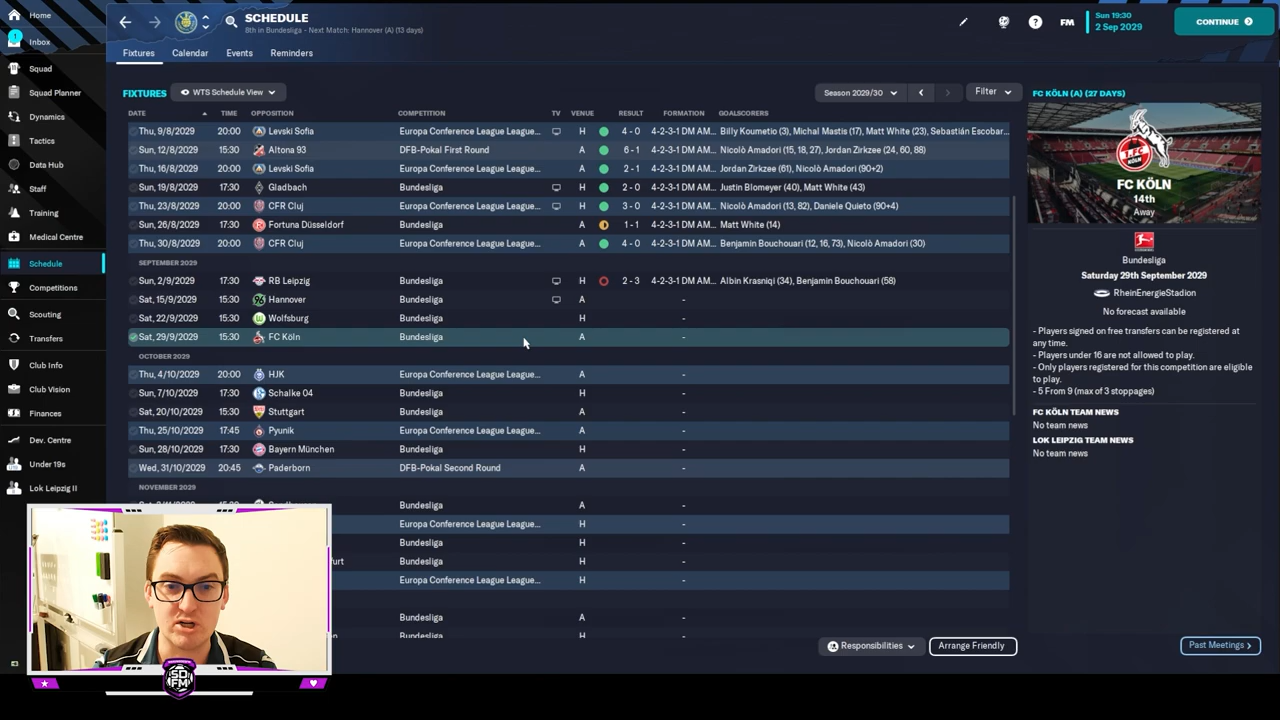 Home
SCHEDULE
8th in Bundesliga - Next Match: Hannover (A) (13 days)
FM
Sun 19:30
2 Sep 2029
CONTINUE
1
Inbox
Squad
Squad Planner
Dynamics
Tactics
Data Hub
Staff
Training
Medical Centre
Schedule
Competitions
Scouting
Transfers
Club Info
Club Vision
Finances
Dev. Centre
Under 19s
Lok Leipzig II
Fixtures Calendar Events Reminders
FIXTURES WTS Schedule View Season 2029/30 Filter
DATE TIME OPPOSITION COMPETITION TV VENUE RESULT FORMATION GOALSCORERS
Thu, 9/8/2029 20:00 Levski Sofia Europa Conference League League... H 4 - 0 4-2-3-1 DM AM... Billy Koumetio (3), Michal Mastis (17), Matt White (23), Sebastián Escobar...
Sun, 12/8/2029 15:30 Altona 93 DFB-Pokal First Round A 6 - 1 4-2-3-1 DM AM... Nicolò Amadori (15, 18, 27), Jordan Zirkzee (24, 60, 88)
Thu, 16/8/2029 20:00 Levski Sofia Europa Conference League League... A 2 - 1 4-2-3-1 DM AM... Jordan Zirkzee (61), Nicolò Amadori (90+2)
Sun, 19/8/2029 17:30 Gladbach Bundesliga H 2 - 0 4-2-3-1 DM AM... Justin Blomeyer (40), Matt White (43)
Thu, 23/8/2029 20:00 CFR Cluj Europa Conference League League... H 3 - 0 4-2-3-1 DM AM... Nicolò Amadori (13, 82), Daniele Quieto (90+4)
Sun, 26/8/2029 17:30 Fortuna Düsseldorf Bundesliga A 1 - 1 4-2-3-1 DM AM... Matt White (14)
Thu, 30/8/2029 20:00 CFR Cluj Europa Conference League League... A 4 - 0 4-2-3-1 DM AM... Benjamin Bouchouari (12, 16, 73), Nicolò Amadori (30)
SEPTEMBER 2029
Sun, 2/9/2029 17:30 RB Leipzig Bundesliga H 2 - 3 4-2-3-1 DM AM... Albin Krasniqi (34), Benjamin Bouchouari (58)
Sat, 15/9/2029 15:30 Hannover Bundesliga A -
Sat, 22/9/2029 15:30 Wolfsburg Bundesliga H -
Sat, 29/9/2029 15:30 FC Köln Bundesliga A -
OCTOBER 2029
Thu, 4/10/2029 20:00 HJK Europa Conference League League... A -
Sun, 7/10/2029 17:30 Schalke 04 Bundesliga H -
Sat, 20/10/2029 15:30 Stuttgart Bundesliga A -
Thu, 25/10/2029 17:45 Pyunik Europa Conference League League... A -
Sun, 28/10/2029 17:30 Bayern München Bundesliga H -
Wed, 31/10/2029 20:45 Paderborn DFB-Pokal Second Round A -
NOVEMBER 2029
Bundesliga A -
Europa Conference League League... H -
Bundesliga H -
Bundesliga H -
Europa Conference League League... H -
Bundesliga A -
Bundesliga H -
Responsibilities Arrange Friendly Past Meetings
FC KÖLN (A) (27 DAYS)
1.FC KÖLN
FC KÖLN
14th
Away
Bundesliga
Saturday 29th September 2029
RheinEnergieStadion
No forecast available
- Players signed on free transfers can be registered at
any time.
- Players under 16 are not allowed to play.
- Only players registered for this competition are eligible
to play.
- 5 From 9 (max of 3 stoppages)
FC KÖLN TEAM NEWS
No team news
LOK LEIPZIG TEAM NEWS
No team news
SD
FM